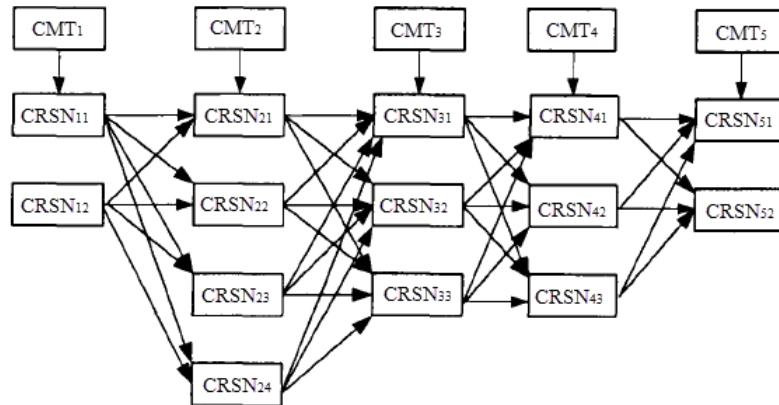 CMT1 CMT2 CMT3 CMT4 CMT5
CRSN11 CRSN21 CRSN31 CRSN41 CRSN51
CRSN12 CRSN22 CRSN32 CRSN42 CRSN52
CRSN23 CRSN33 CRSN43
CRSN24